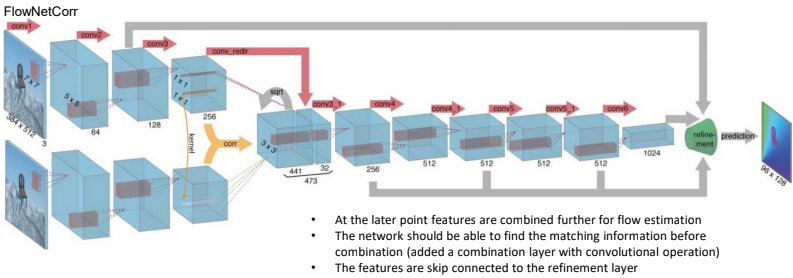 FlowNetCorr
conv1
conv2
conv3
conv_redir
sqrt
conv3_1
conv4
conv4_1
conv5
conv5_1
conv6
7 x 7
5 x 5
1 x 1
1 x 1
kernel
corr
3 x 3
384 x 512
3
64
128
256
441
32
473
256
512
512
512
512
1024
refine-
ment
prediction
96 x 128
• At the later point features are combined further for flow estimation
• The network should be able to find the matching information before
combination (added a combination layer with convolutional operation)
• The features are skip connected to the refinement layer